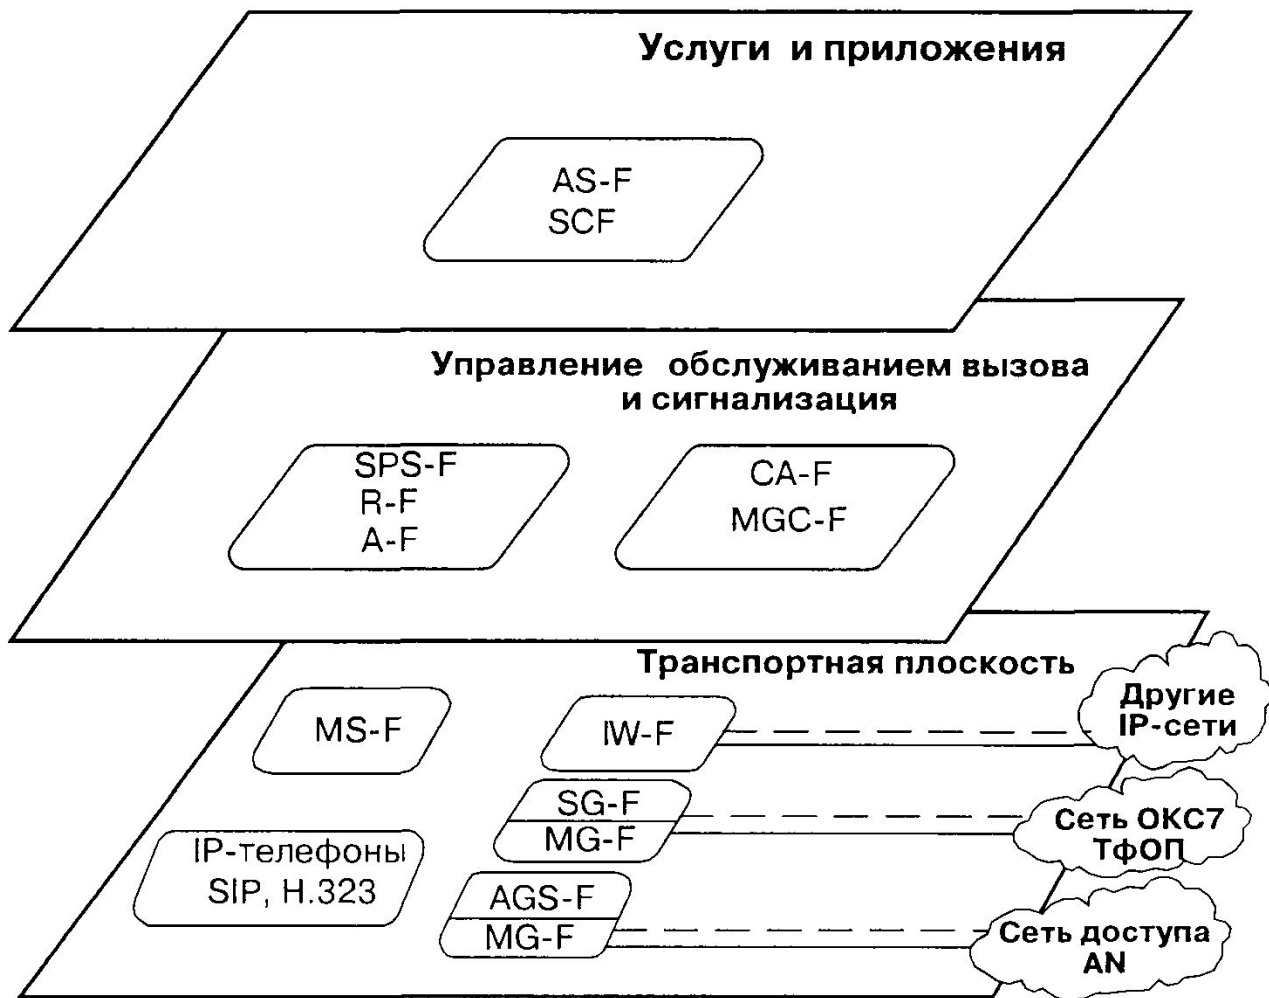 Услуги и приложения
AS-F
SCF
Управление обслуживанием вызова
и сигнализация
SPS-F
R-F
A-F
CA-F
MGC-F
Транспортная плоскость
MS-F
IW-F
Другие
IP-сети
SG-F
MG-F
Сеть ОКС7
ТфОП
IP-телефоны
SIP, H.323
AGS-F
MG-F
Сеть доступа
AN